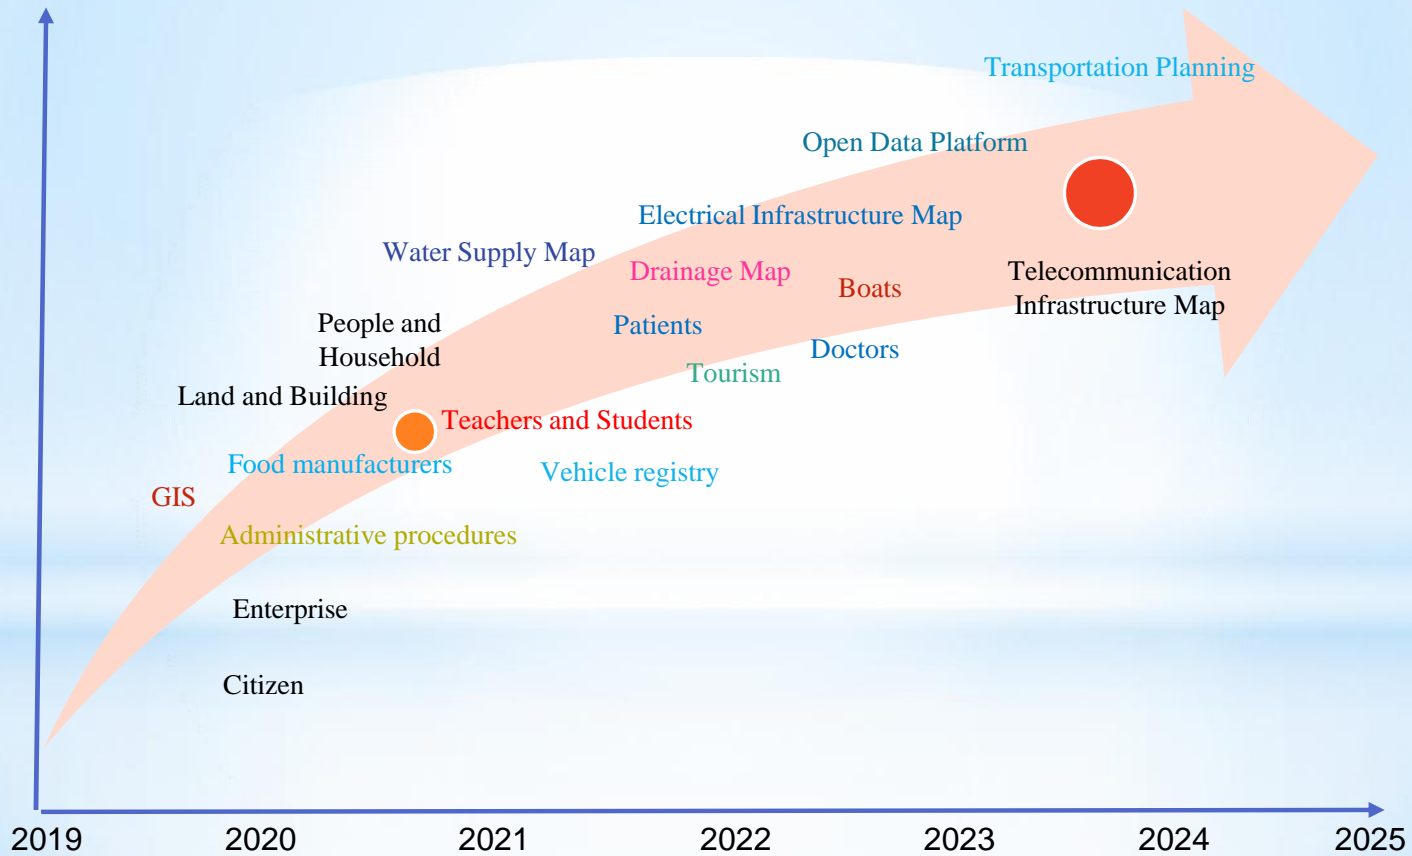 Transportation Planning
Open Data Platform
Electrical Infrastructure Map
Water Supply Map
Drainage Map
Boats
Telecommunication
Infrastructure Map
People and
Household
Patients
Doctors
Tourism
Land and Building
Teachers and Students
Food manufacturers
Vehicle registry
GIS
Administrative procedures
Enterprise
Citizen
2019
2020
2021
2022
2023
2024
2025